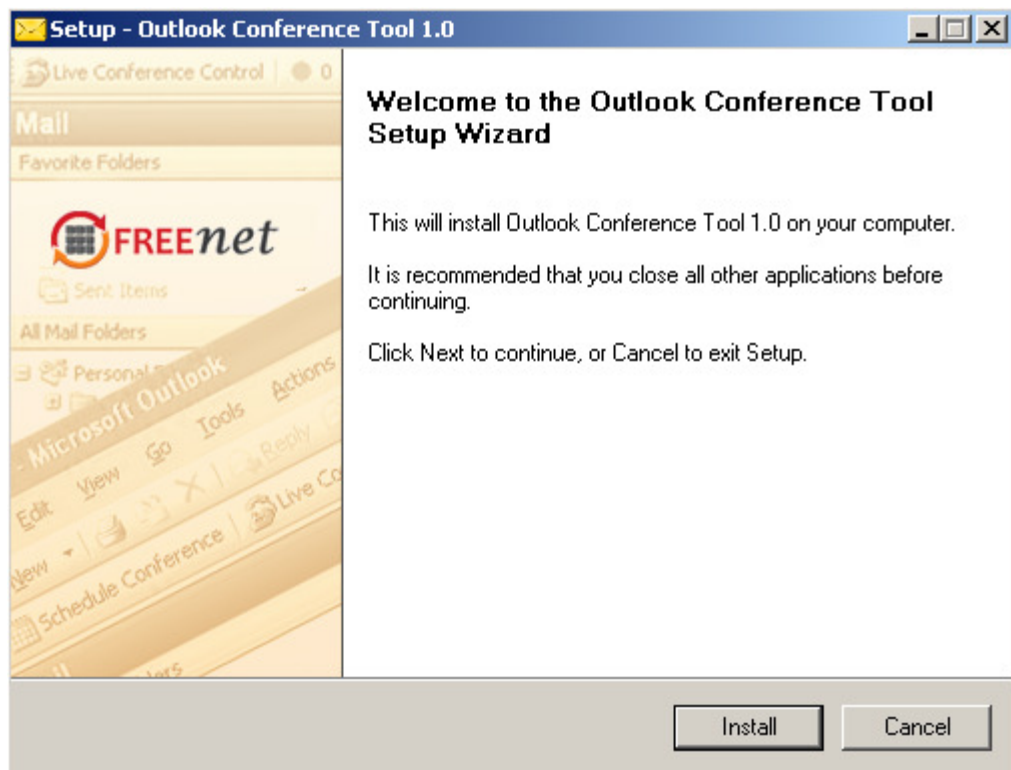 Setup - Outlook Conference Tool 1.0
Live Conference Control 0
Mail
Favorite Folders
FREEnet
Sent Items
All Mail Folders
Personal
- Microsoft Outlook
Edit View Go Tools Actions
New Reply
Schedule Conference Live Co
Welcome to the Outlook Conference Tool
Setup Wizard
This will install Outlook Conference Tool 1.0 on your computer.
It is recommended that you close all other applications before
continuing.
Click Next to continue, or Cancel to exit Setup.
Install Cancel